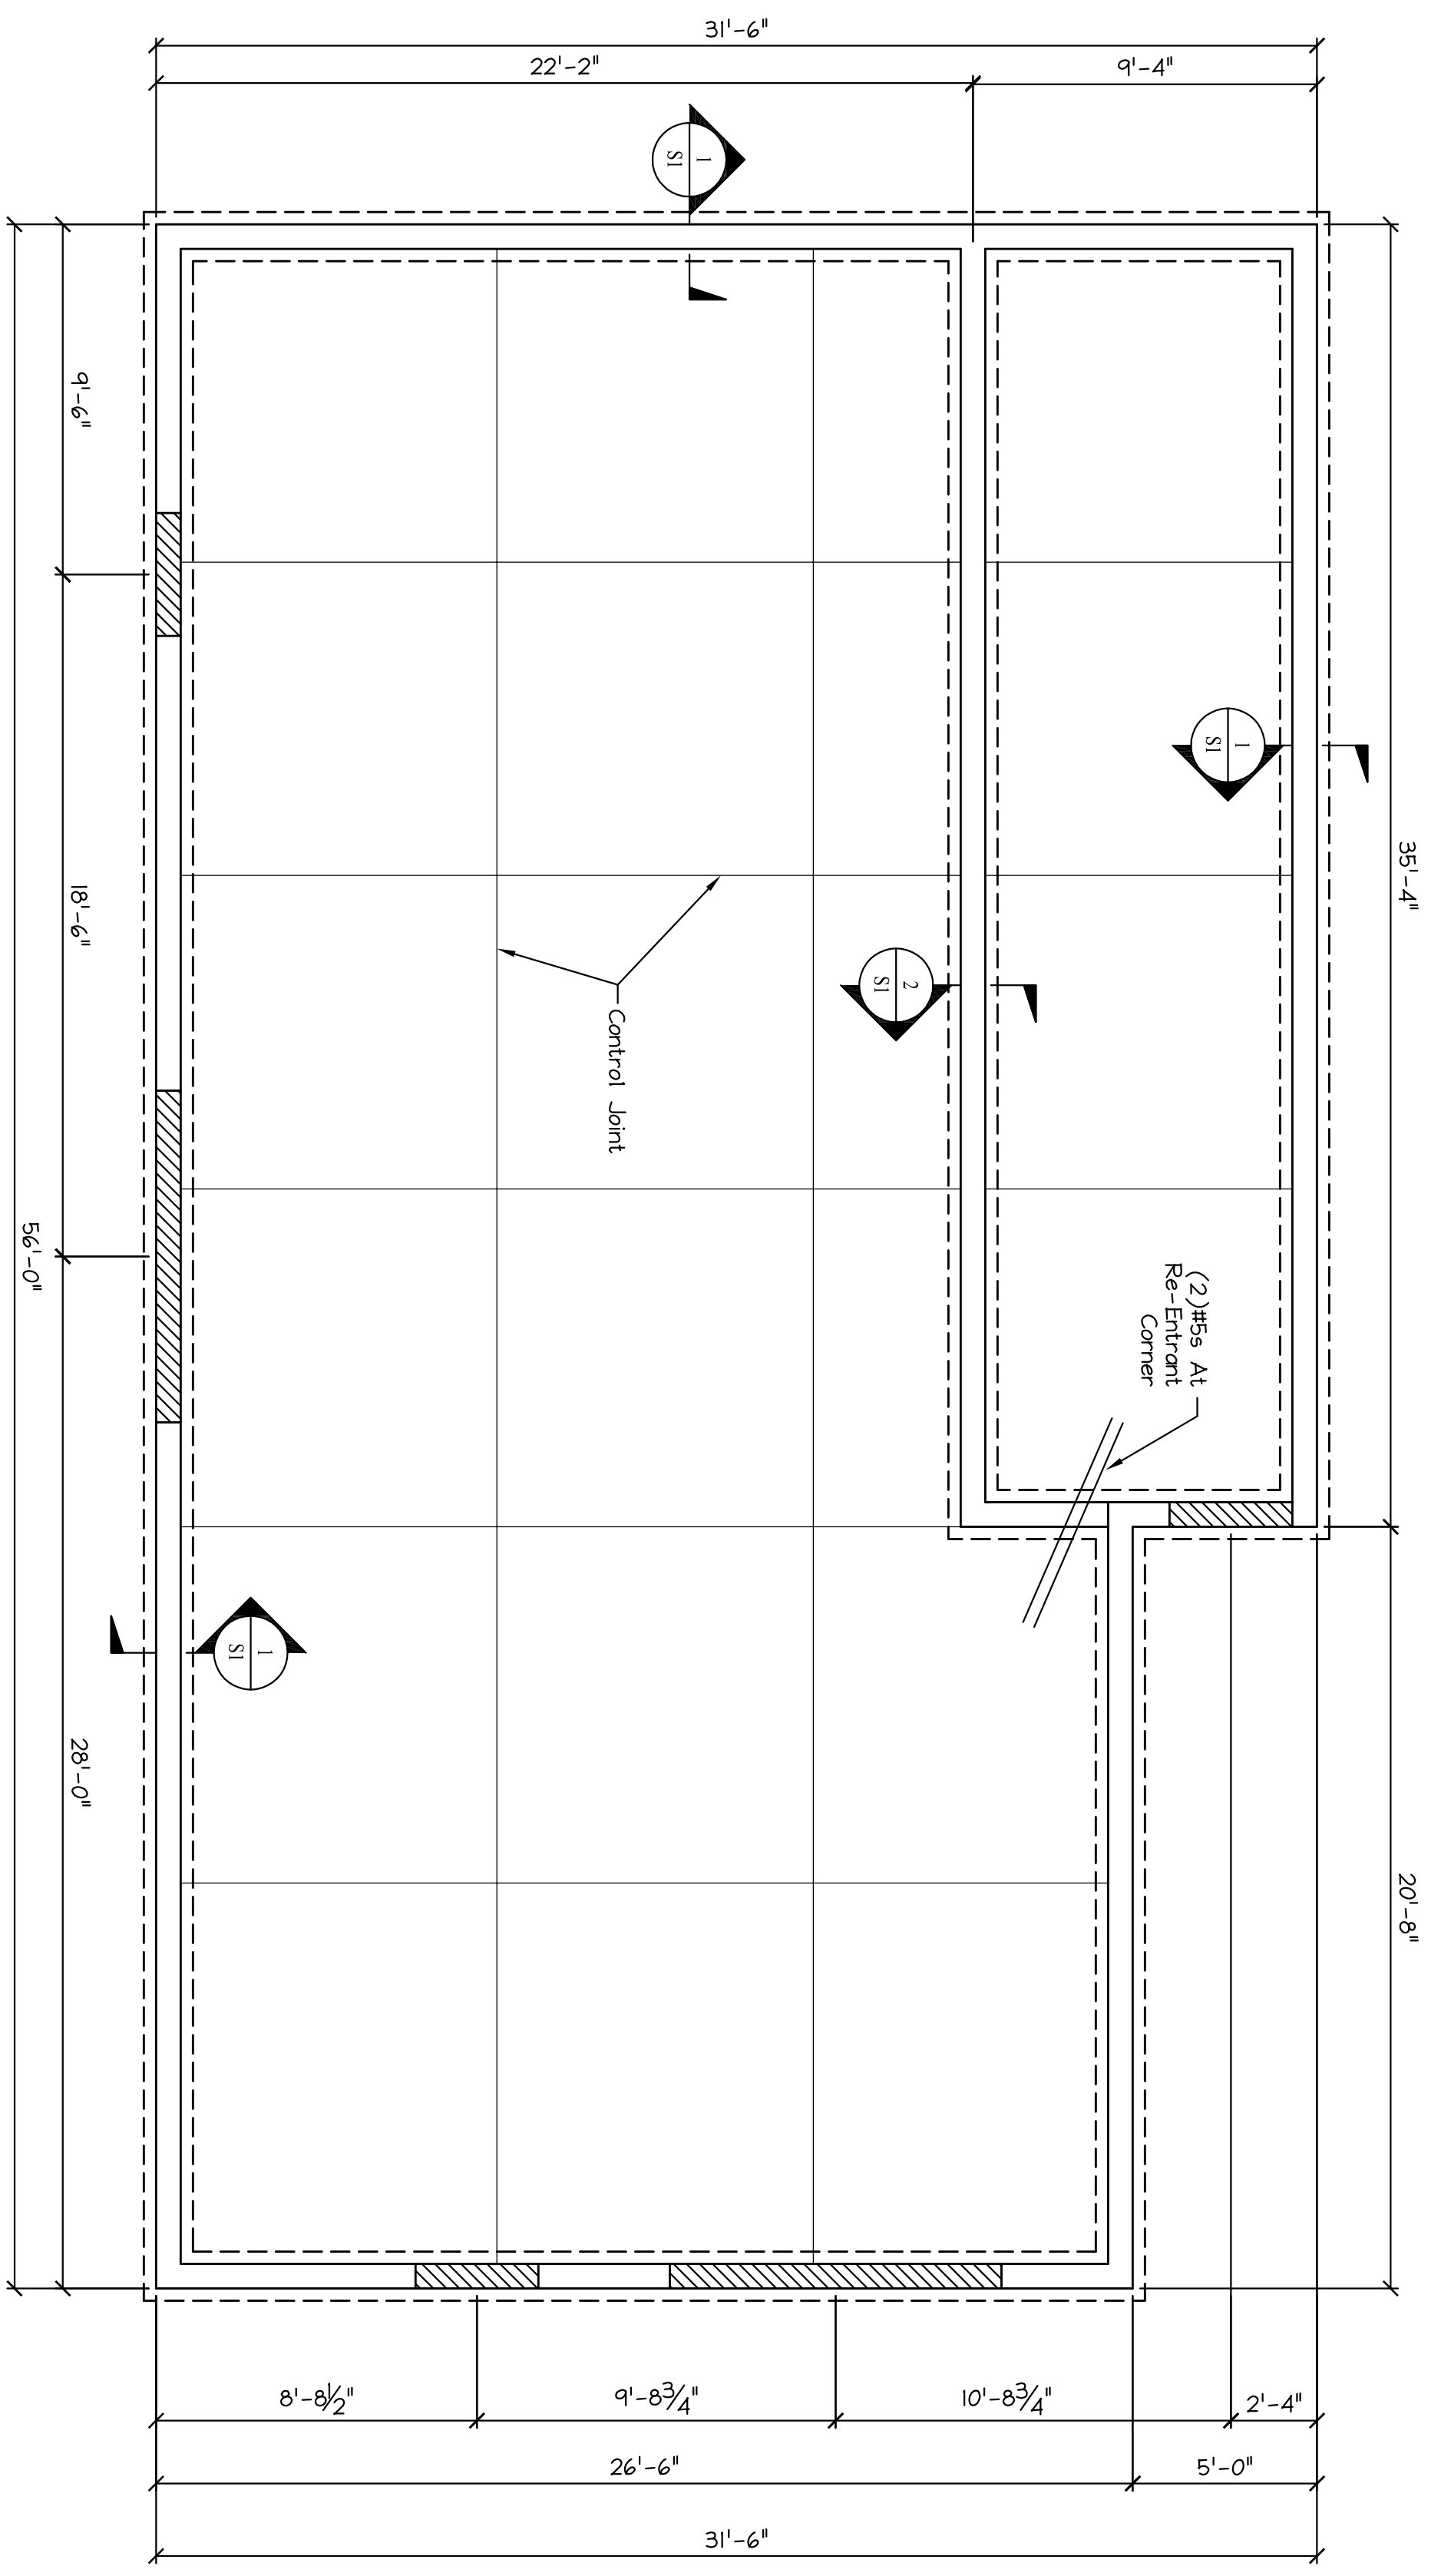 31'-6"
22'-2"
9'-4"
1
S1
9'-6"
1
S1
35'-4"
18'-6"
2
S1
Control Joint
56'-0"
(2)#5s At
Re-Entrant
Corner
1
S1
28'-0"
20'-8"
8'-8½"
9'-8¾"
10'-8¾"
2'-4"
26'-6"
5'-0"
31'-6"